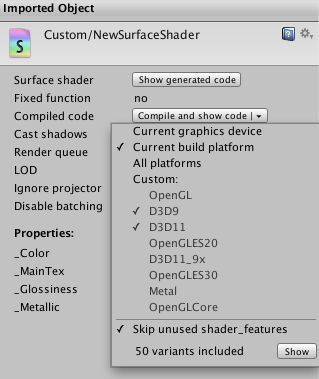 Imported Object
S
Custom/NewSurfaceShader
Surface shader Show generated code
Fixed function no
Compiled code Compile and show code
Cast shadows
Render queue
LOD
Ignore projector
Disable batching
Properties:
_Color
_MainTex
_Glossiness
_Metallic
Current graphics device
✓ Current build platform
All platforms
Custom:
OpenGL
✓ D3D9
✓ D3D11
OpenGLES20
D3D11_9x
OpenGLES30
Metal
OpenGLCore
✓ Skip unused shader_features
50 variants included Show